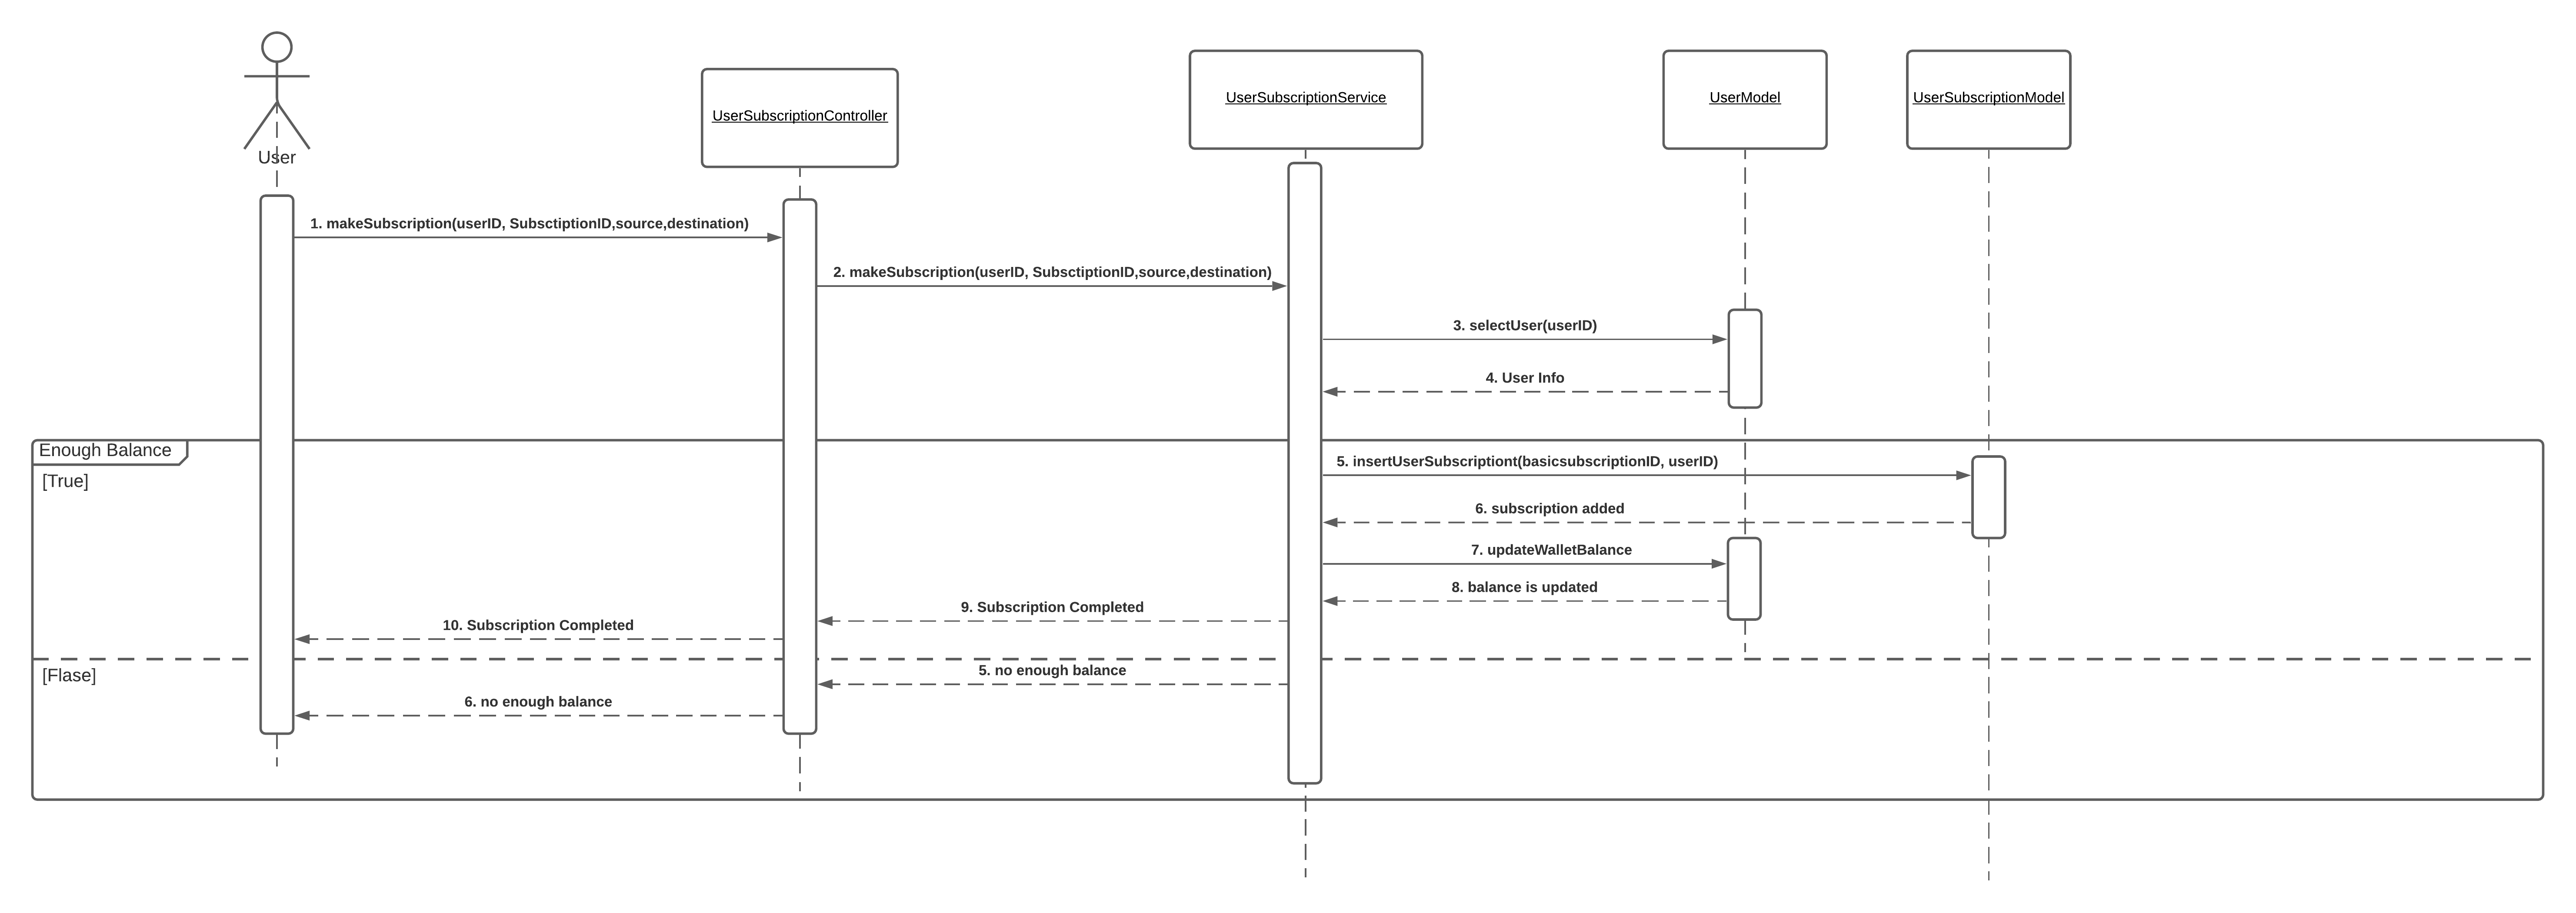 User
UserSubscriptionController
UserSubscriptionService
UserModel
UserSubscriptionModel
1. makeSubscription(userID, SubsctiptionID,source,destination)
2. makeSubscription(userID, SubsctiptionID,source,destination)
3. selectUser(userID)
4. User Info
Enough Balance
[True]
5. insertUserSubscriptiont(basicsubscriptionID, userID)
6. subscription added
7. updateWalletBalance
8. balance is updated
9. Subscription Completed
10. Subscription Completed
[Flase]
5. no enough balance
6. no enough balance